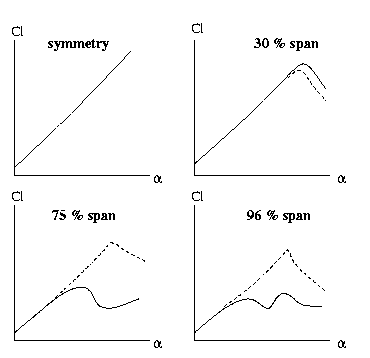 Cl
symmetry
α
Cl
30 % span
α
Cl
75 % span
α
Cl
96 % span
α